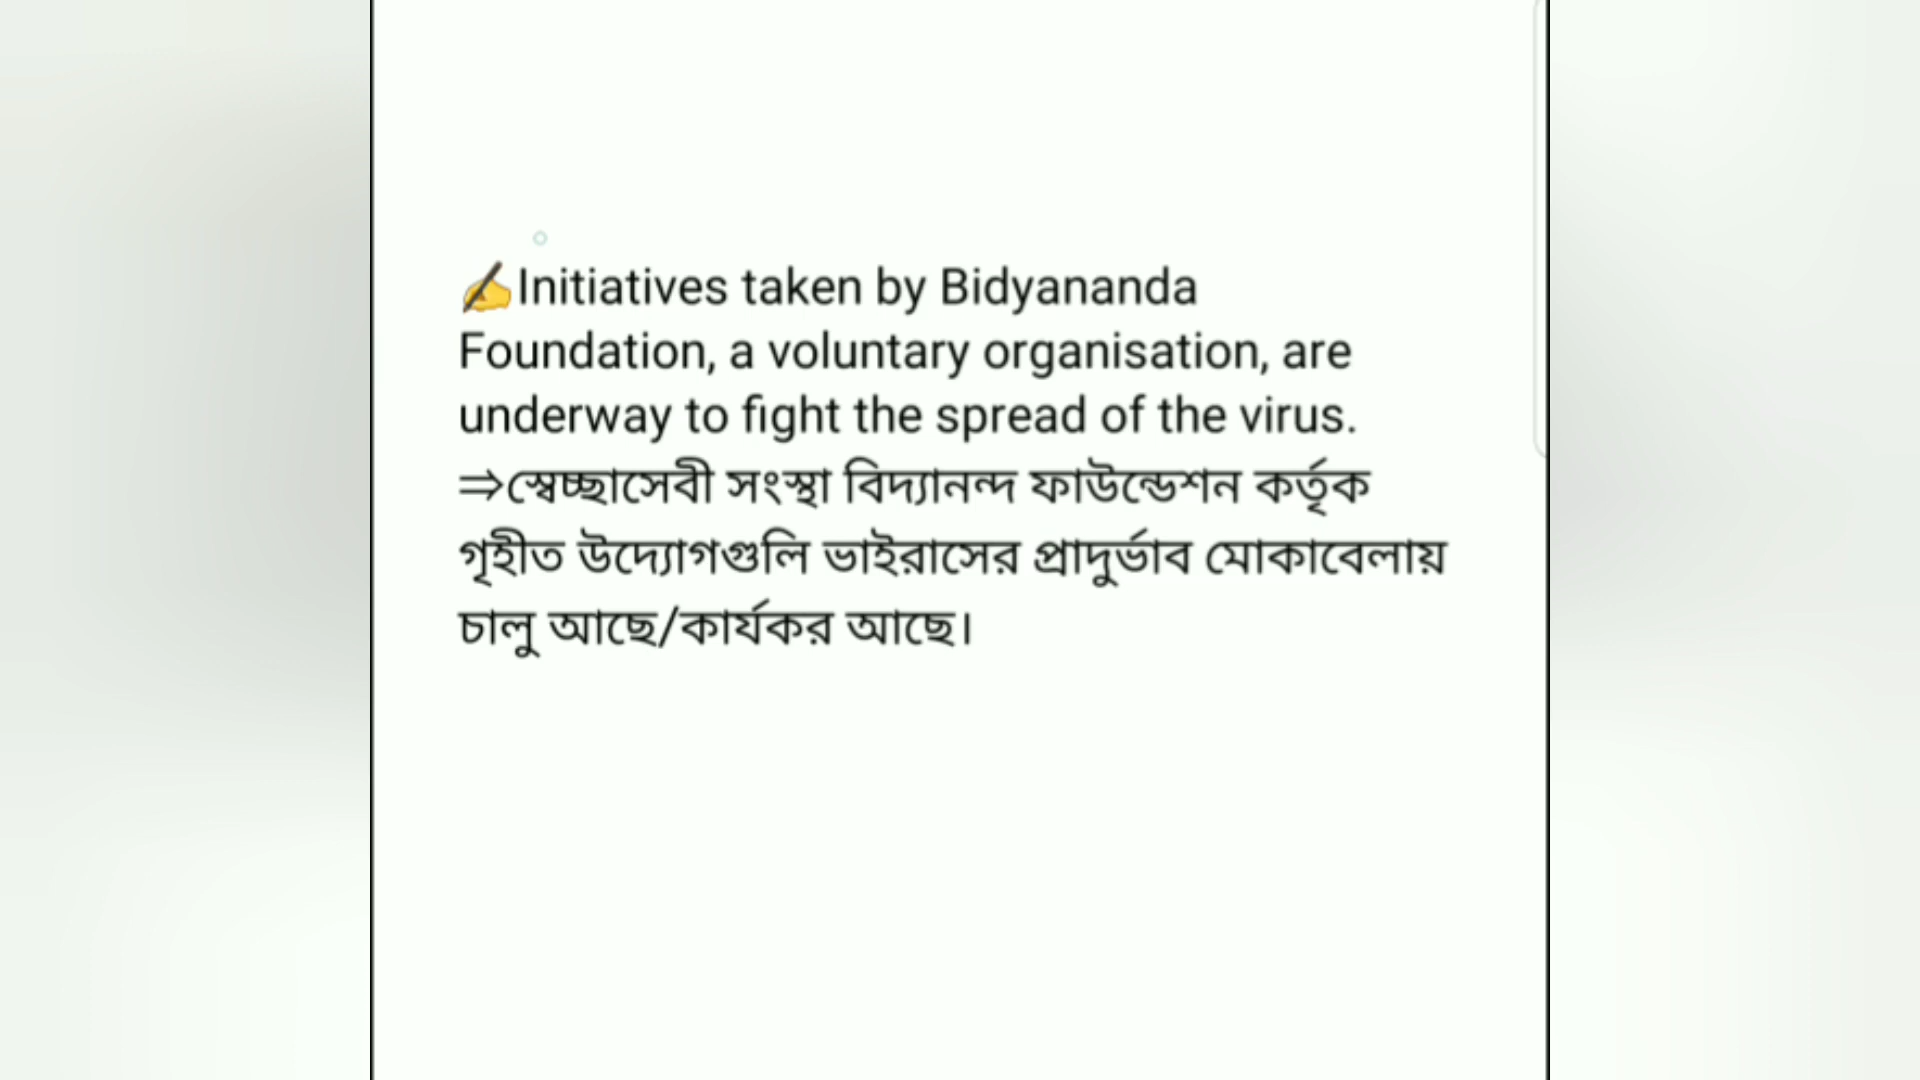 ✍️Initiatives taken by Bidyananda
Foundation, a voluntary organisation, are
underway to fight the spread of the virus.
⇒স্বেচ্ছাসেবী সংস্থা বিদ্যানন্দ ফাউন্ডেশন কর্তৃক
গৃহীত উদ্যোগগুলি ভাইরাসের প্রাদুর্ভাব মোকাবেলায়
চালু আছে/কার্যকর আছে।